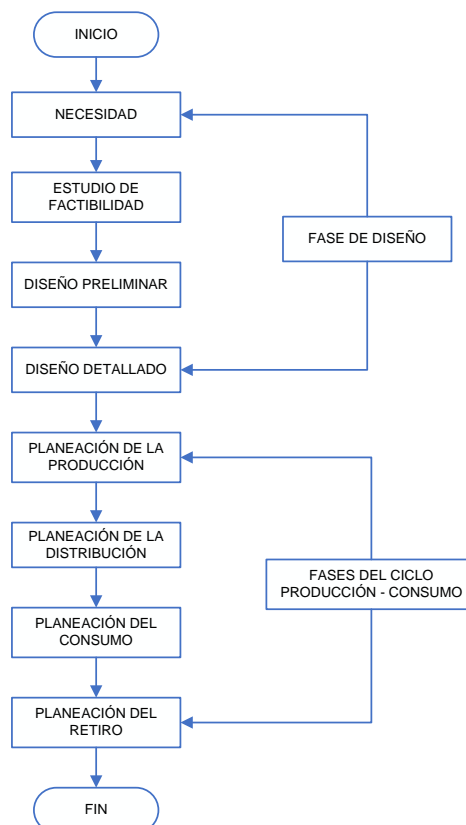 INICIO
NECESIDAD
ESTUDIO DE
FACTIBILIDAD
FASE DE DISEÑO
DISEÑO PRELIMINAR
DISEÑO DETALLADO
PLANEACIÓN DE LA
PRODUCCIÓN
PLANEACIÓN DE LA
DISTRIBUCIÓN
FASES DEL CICLO
PRODUCCIÓN - CONSUMO
PLANEACIÓN DEL
CONSUMO
PLANEACIÓN DEL
RETIRO
FIN